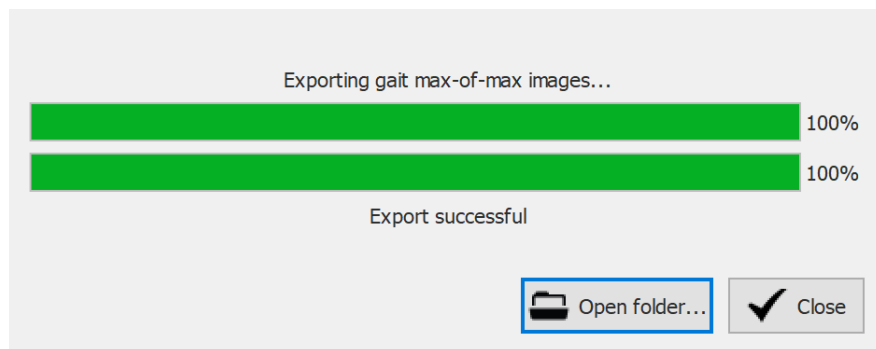 Exporting gait max-of-max images...
100%
100%
Export successful
Open folder... Close